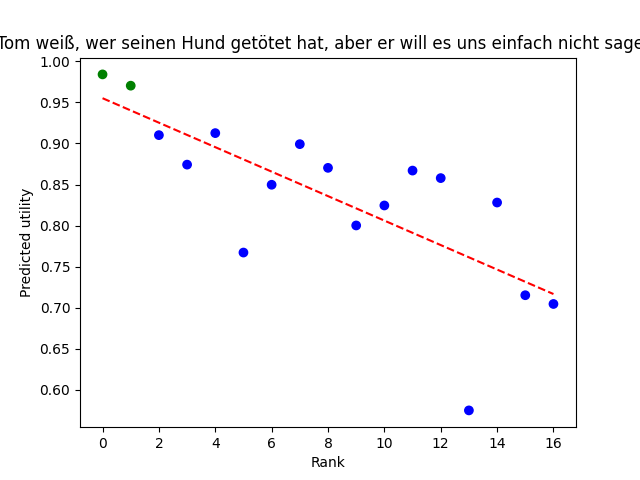 Tom weiß, wer seinen Hund getötet hat, aber er will es uns einfach nicht sage
1.00
0.95
0.90
0.85
0.80
0.75
0.70
0.65
0.60
Predicted utility
0 2 4 6 8 10 12 14 16
Rank